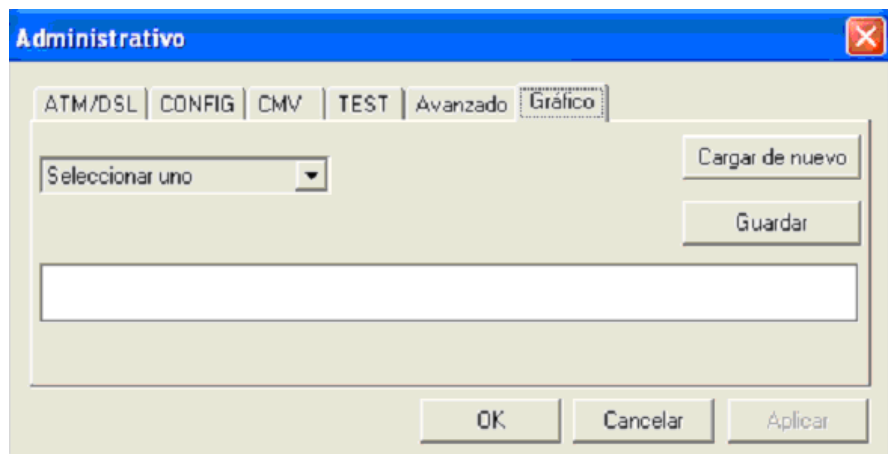 Administrativo
ATM/DSL CONFIG CMV TEST Avanzado Gráfico
Seleccionar uno
Cargar de nuevo
Guardar
OK Cancelar Aplicar